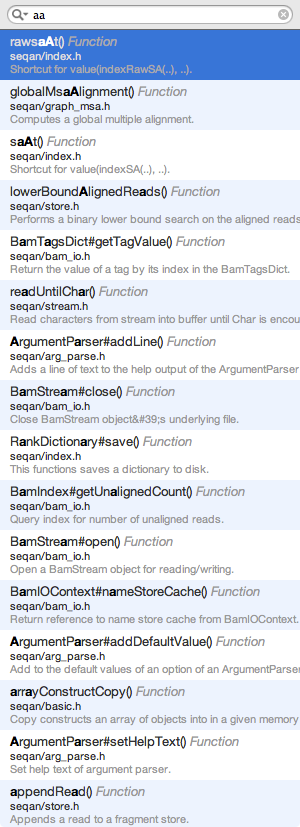 aa
rawsaAt() Function
seqan/index.h
Shortcut for value(indexRawSA(..), ..).
globalMsaAlignment() Function
seqan/graph_msa.h
Computes a global multiple alignment.
saAt() Function
seqan/index.h
Shortcut for value(indexSA(..), ..).
lowerBoundAlignedReads() Function
seqan/store.h
Performs a binary lower bound search on the aligned reads
BamTagsDict#getTagValue() Function
seqan/bam_io.h
Return the value of a tag by its index in the BamTagsDict.
readUntilChar() Function
seqan/stream.h
Read characters from stream into buffer until Char is encou
ArgumentParser#addLine() Function
seqan/arg_parse.h
Adds a line of text to the help output of the ArgumentParser
BamStream#close() Function
seqan/bam_io.h
Close BamStream object&#39;s underlying file.
RankDictionary#save() Function
seqan/index.h
This functions saves a dictionary to disk.
BamIndex#getUnalignedCount() Function
seqan/bam_io.h
Query index for number of unaligned reads.
BamStream#open() Function
seqan/bam_io.h
Open a BamStream object for reading/writing.
BamIOContext#nameStoreCache() Function
seqan/bam_io.h
Return reference to name store cache from BamIOContext.
ArgumentParser#addDefaultValue() Function
seqan/arg_parse.h
Add to the default values of an option of an ArgumentParser
arrayConstructCopy() Function
seqan/basic.h
Copy constructs an array of objects into in a given memory
ArgumentParser#setHelpText() Function
seqan/arg_parse.h
Set help text of argument parser.
appendRead() Function
seqan/store.h
Appends a read to a fragment store.